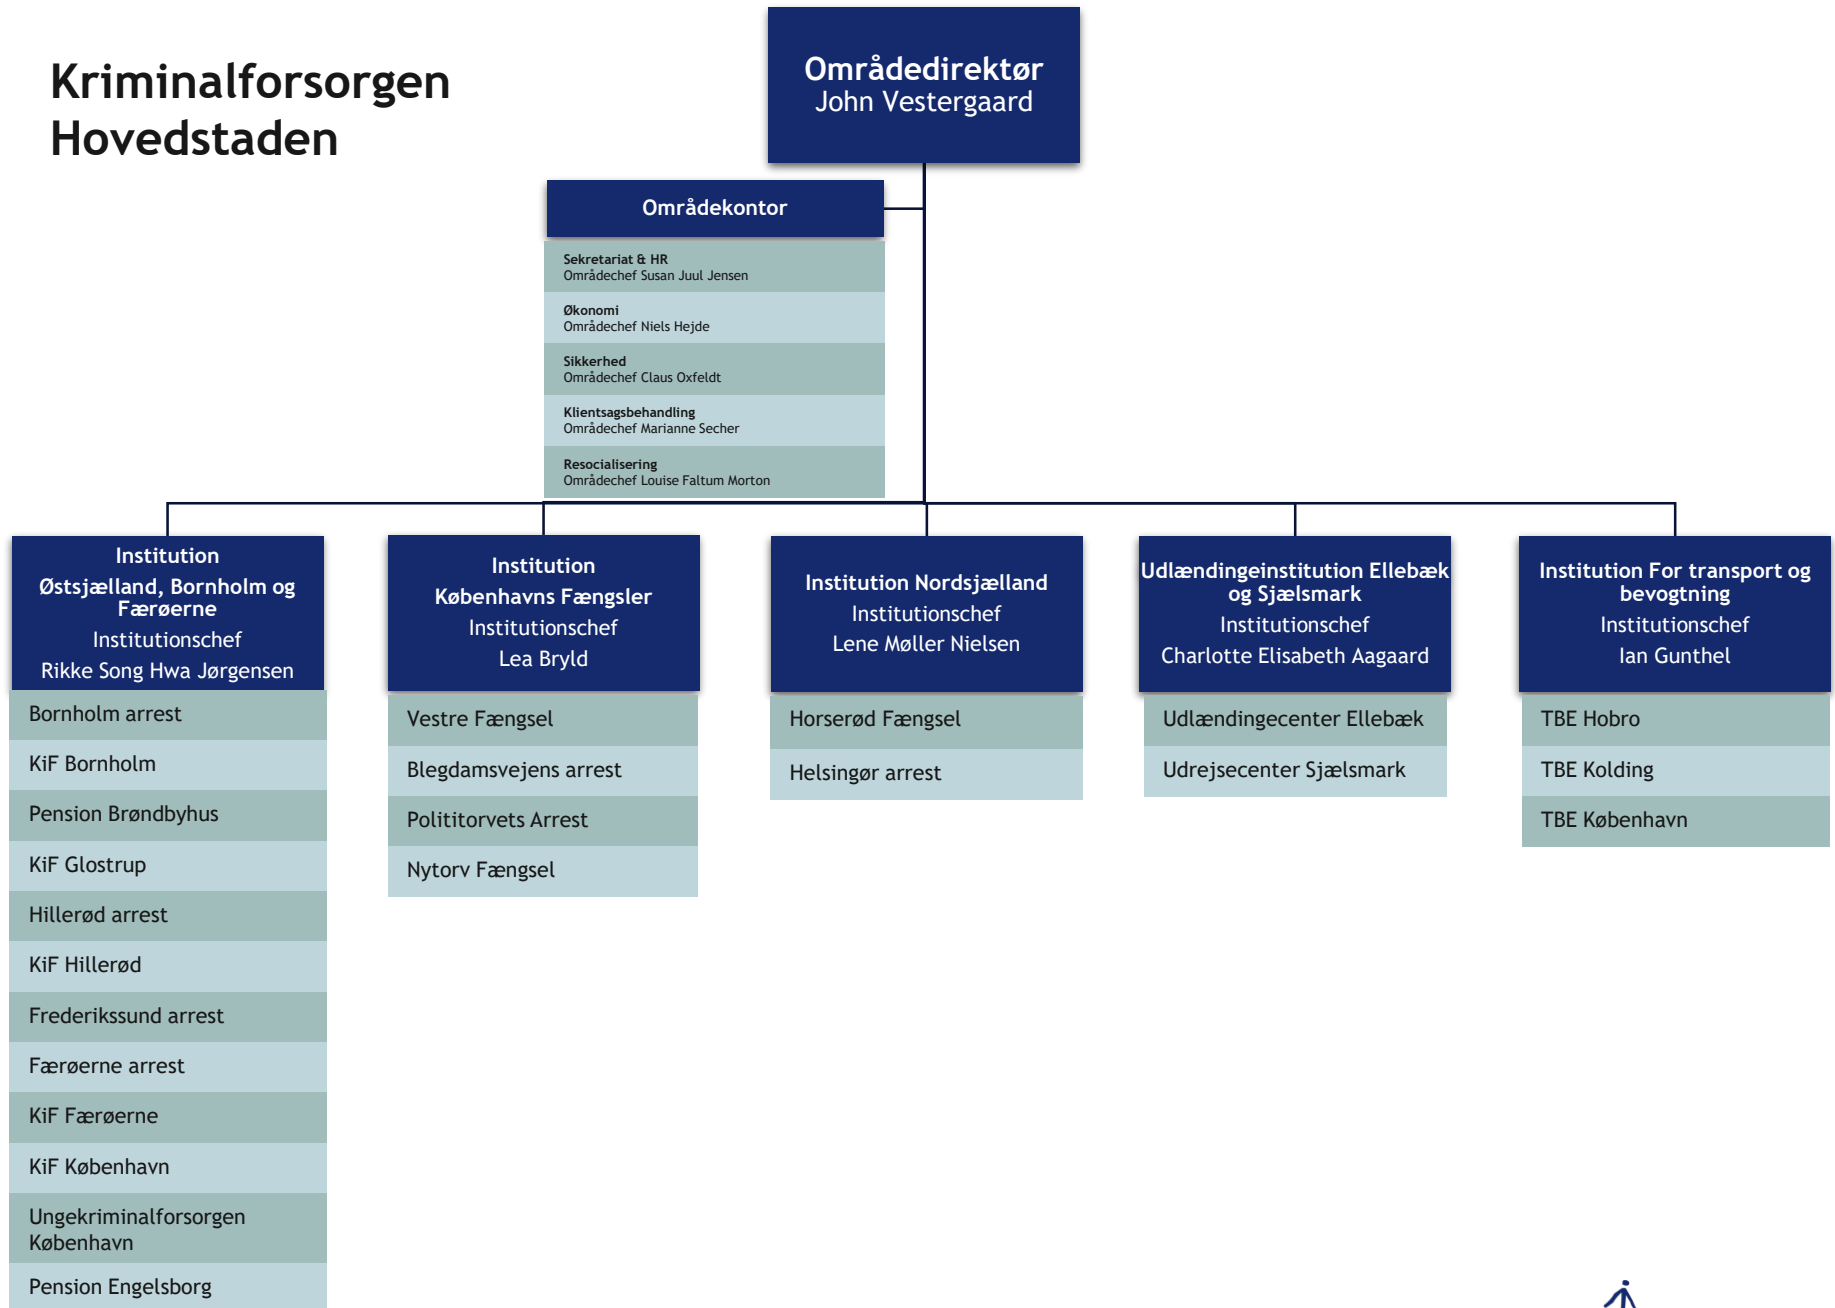 Kriminalforsorgen
Hovedstaden
Områdedirektør
John Vestergaard
Områdekontor
Sekretariat & HR
Områdechef Susan Juul Jensen
Økonomi
Områdechef Niels Hejde
Sikkerhed
Områdechef Claus Oxfeldt
Klientsagsbehandling
Områdechef Marianne Secher
Resocialisering
Områdechef Louise Faltum Morton
Institution
Østsjælland, Bornholm og
Færøerne
Institutionschef
Rikke Song Hwa Jørgensen
Bornholm arrest
KiF Bornholm
Pension Brøndbyhus
KiF Glostrup
Hillerød arrest
KiF Hillerød
Frederikssund arrest
Færøerne arrest
KiF Færøerne
KiF København
Ungekriminalforsorgen
København
Pension Engelsborg
Institution
Københavns Fængsler
Institutionschef
Lea Bryld
Vestre Fængsel
Blegdamsvejens arrest
Polititorvets Arrest
Nytorv Fængsel
Institution Nordsjælland
Institutionschef
Lene Møller Nielsen
Horserød Fængsel
Helsingør arrest
Udlændingeinstitution Ellebæk
og Sjælsmark
Institutionschef
Charlotte Elisabeth Aagaard
Udlændingecenter Ellebæk
Udrejsecenter Sjælsmark
Institution For transport og
bevogtning
Institutionschef
Ian Gunthel
TBE Hobro
TBE Kolding
TBE København